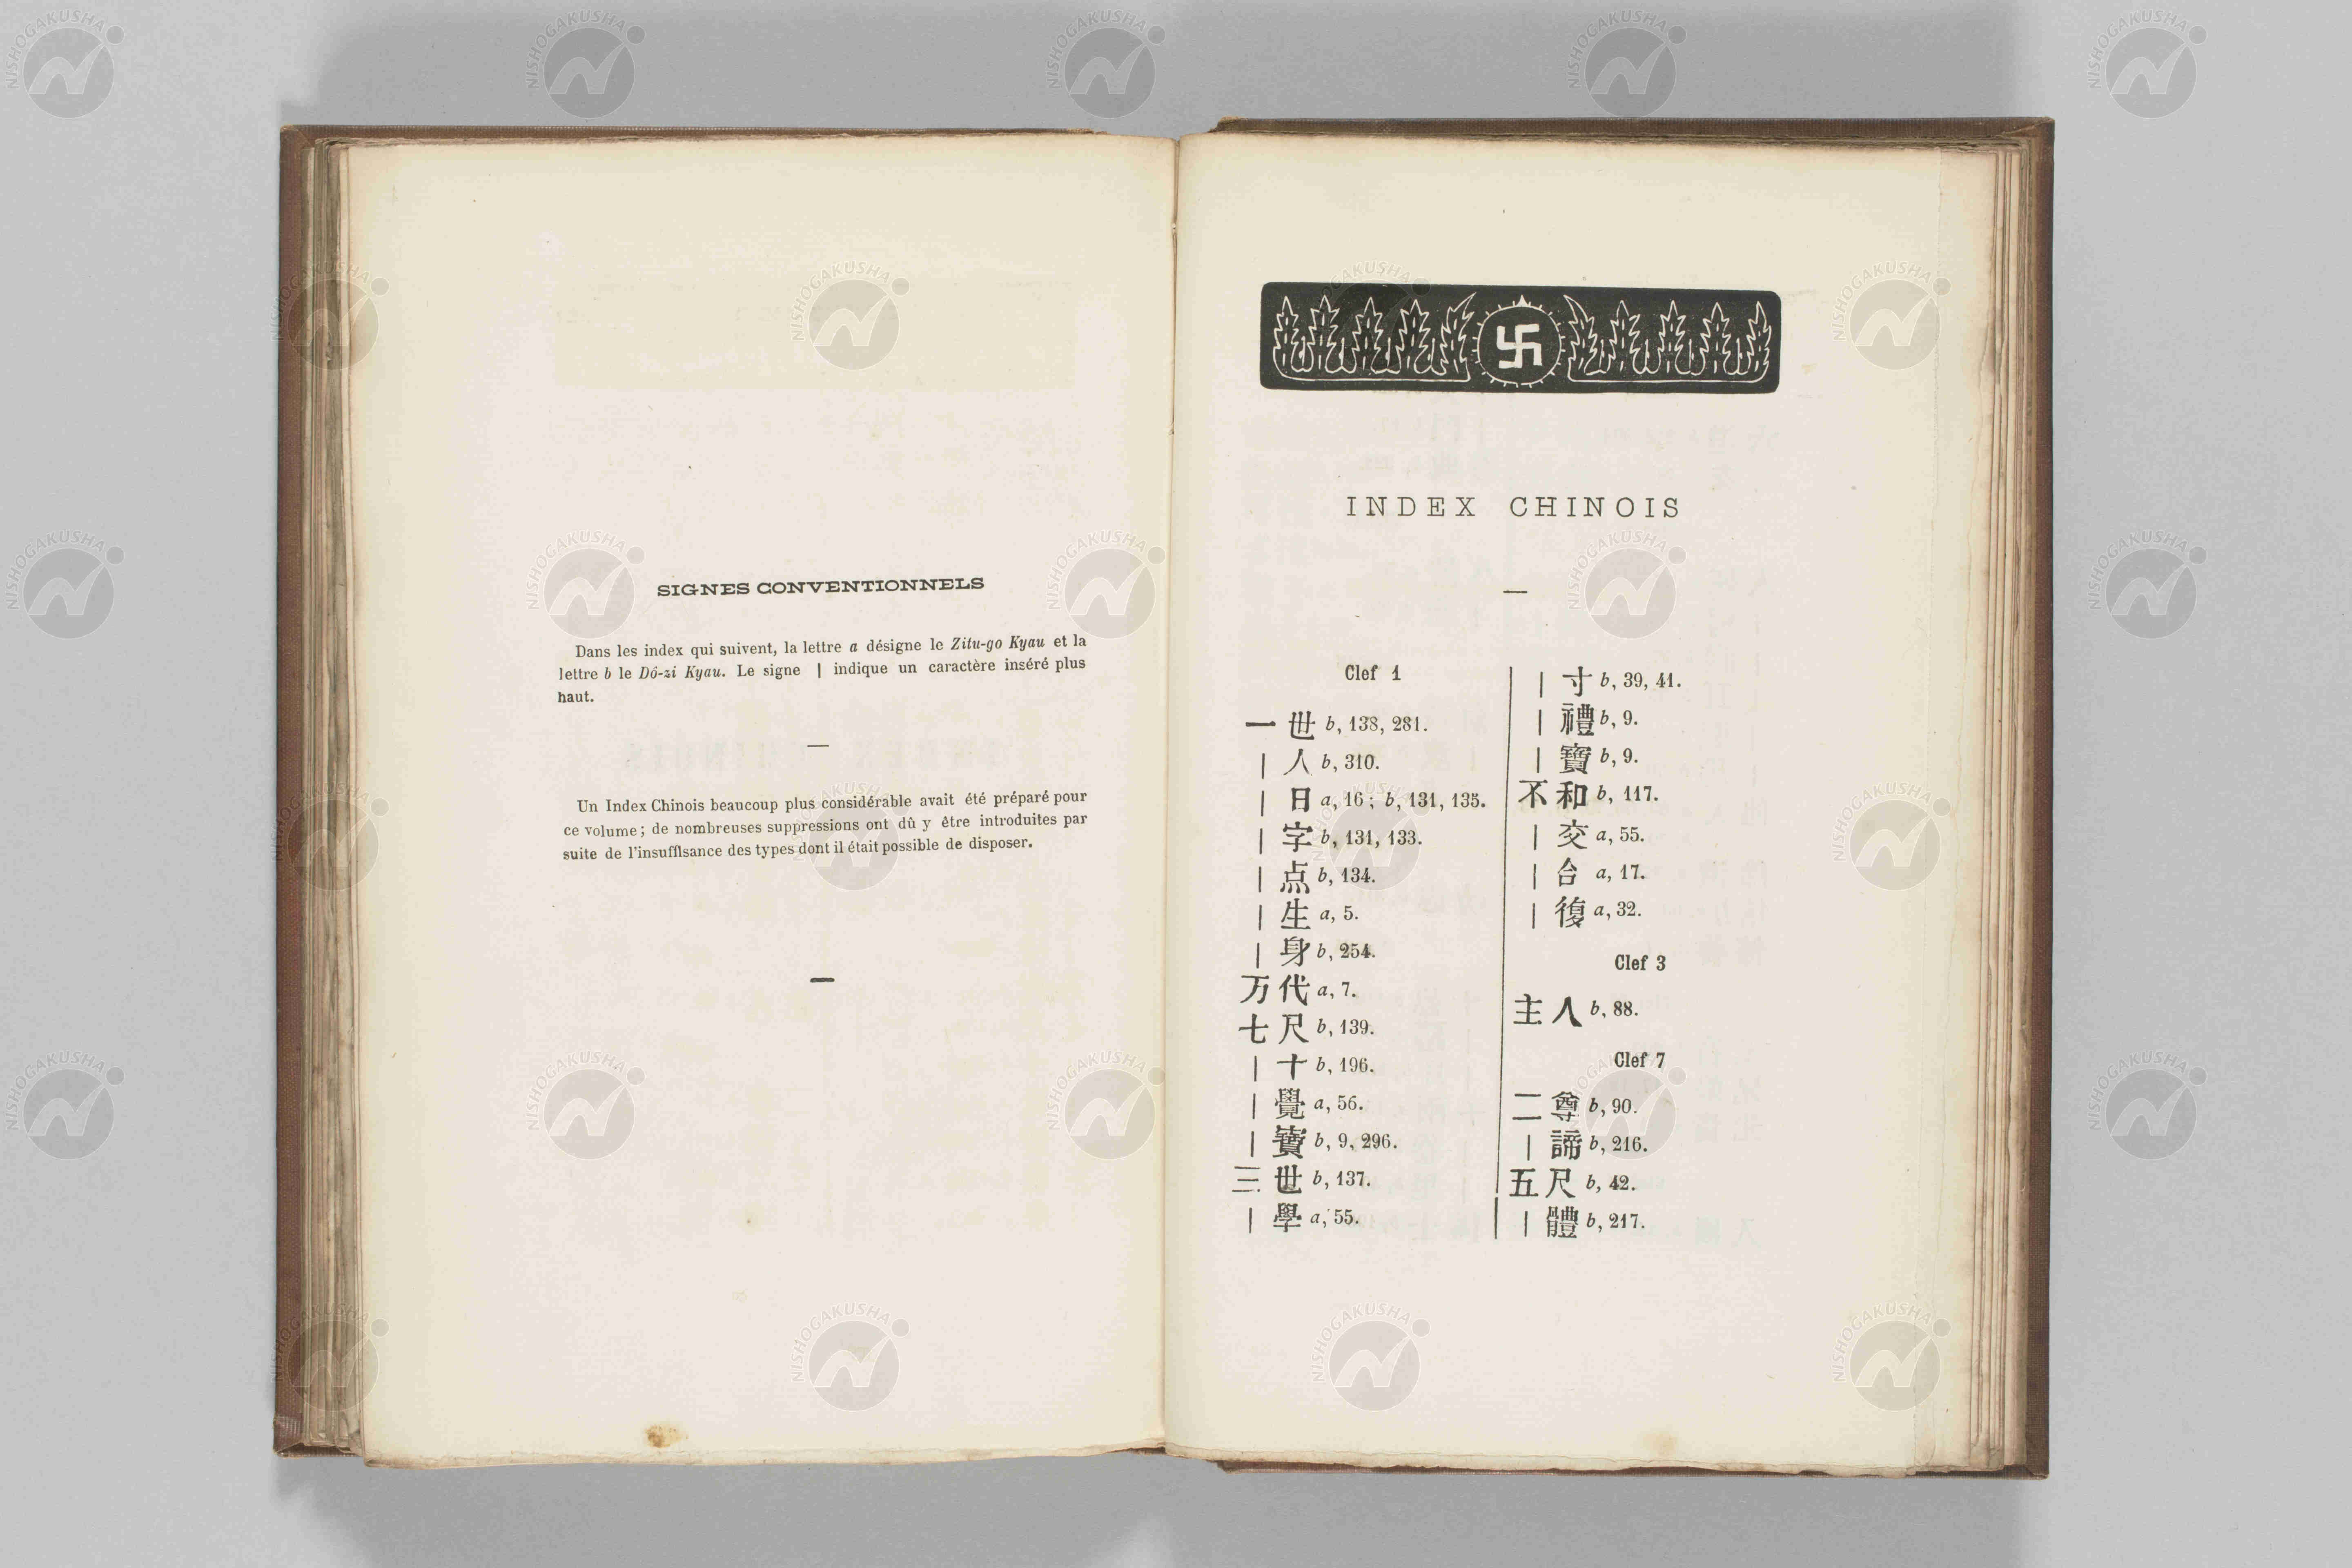 SIGNES CONVENTIONNELS
Dans les index qui suivent, la lettre a désigne le Zitu-go Kyau et la
lettre b le Dô-zi Kyau. Le signe | indique un caractère inséré plus
haut.
Un Index Chinois beaucoup plus considérable avait été préparé pour
ce volume; de nombreuses suppressions ont dû y être introduites par
suite de l'insuffisance des types dont il était possible de disposer.
卐
INDEX CHINOIS
Clef 1
一世 b, 138, 281.
| 人 b, 310.
| 日 a, 16; b, 131, 135.
| 字 b, 131, 133.
| 点 b, 134.
| 生 a, 5.
| 身 b, 254.
万代 a, 7.
七尺 b, 139.
| 十 b, 196.
| 覺 a, 56.
| 寶 b, 9, 296.
三世 b, 137.
| 學 a, 55.
| 寸 b, 39, 41.
| 禮 b, 9.
| 寶 b, 9.
不和 b, 117.
| 交 a, 55.
| 合 a, 17.
| 復 a, 32.
Clef 3
主人 b, 88.
Clef 7
二尊 b, 90.
| 諦 b, 216.
五尺 b, 42.
| 體 b, 217.
NISHOGAKUSHA